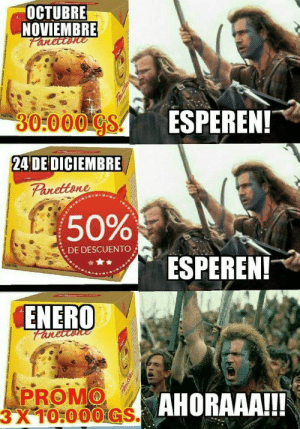 OCTUBRE
NOVIEMBRE
Panettone
30.000 GS.
ESPEREN!
24 DE DICIEMBRE
Panettone
50%
DE DESCUENTO
ESPEREN!
ENERO
Panettone
PROMO
3 X 10.000 GS.
AHORAAA!!!